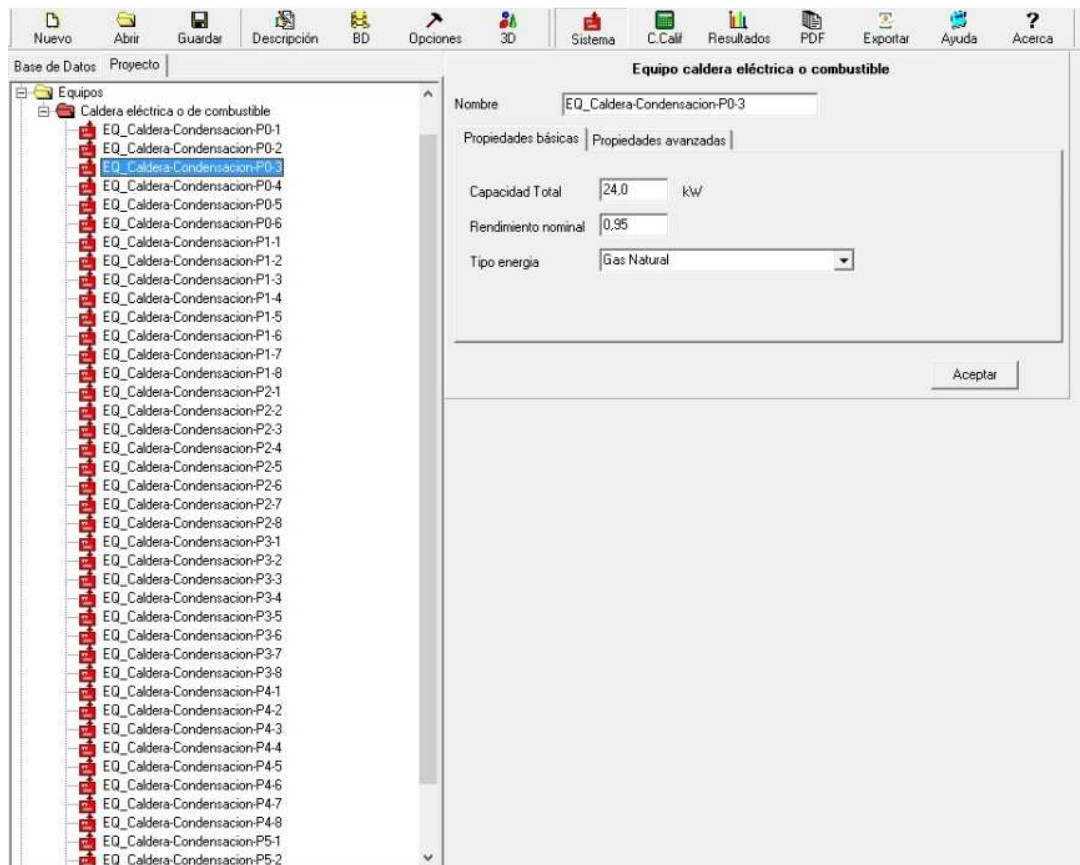 Nuevo Abrir Guardar Descripción BD Opciones 3D Sistema C.Calif Resultados PDF Exportar Ayuda Acerca
Base de Datos Proyecto
Equipos
Caldera eléctrica o de combustible
EQ_Caldera-Condensacion-P0-1
EQ_Caldera-Condensacion-P0-2
EQ_Caldera-Condensacion-P0-3
EQ_Caldera-Condensacion-P0-4
EQ_Caldera-Condensacion-P0-5
EQ_Caldera-Condensacion-P0-6
EQ_Caldera-Condensacion-P1-1
EQ_Caldera-Condensacion-P1-2
EQ_Caldera-Condensacion-P1-3
EQ_Caldera-Condensacion-P1-4
EQ_Caldera-Condensacion-P1-5
EQ_Caldera-Condensacion-P1-6
EQ_Caldera-Condensacion-P1-7
EQ_Caldera-Condensacion-P1-8
EQ_Caldera-Condensacion-P2-1
EQ_Caldera-Condensacion-P2-2
EQ_Caldera-Condensacion-P2-3
EQ_Caldera-Condensacion-P2-4
EQ_Caldera-Condensacion-P2-5
EQ_Caldera-Condensacion-P2-6
EQ_Caldera-Condensacion-P2-7
EQ_Caldera-Condensacion-P2-8
EQ_Caldera-Condensacion-P3-1
EQ_Caldera-Condensacion-P3-2
EQ_Caldera-Condensacion-P3-3
EQ_Caldera-Condensacion-P3-4
EQ_Caldera-Condensacion-P3-5
EQ_Caldera-Condensacion-P3-6
EQ_Caldera-Condensacion-P3-7
EQ_Caldera-Condensacion-P3-8
EQ_Caldera-Condensacion-P4-1
EQ_Caldera-Condensacion-P4-2
EQ_Caldera-Condensacion-P4-3
EQ_Caldera-Condensacion-P4-4
EQ_Caldera-Condensacion-P4-5
EQ_Caldera-Condensacion-P4-6
EQ_Caldera-Condensacion-P4-7
EQ_Caldera-Condensacion-P4-8
EQ_Caldera-Condensacion-P5-1
EQ_Caldera-Condensacion-P5-2
Equipo caldera eléctrica o combustible
Nombre EQ_Caldera-Condensacion-P0-3
Propiedades básicas Propiedades avanzadas
Capacidad Total 24,0 kW
Rendimiento nominal 0,95
Tipo energia Gas Natural
Aceptar